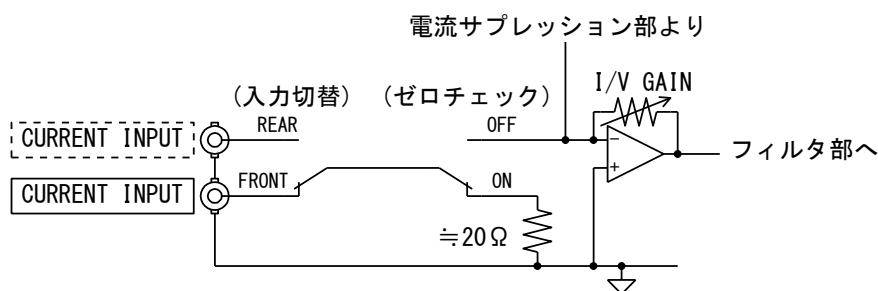 電流サプレッション部より
I/V GAIN
(入力切替) (ゼロチェック)
CURRENT INPUT REAR OFF −
フィルタ部へ
CURRENT INPUT FRONT ON +
≒20Ω